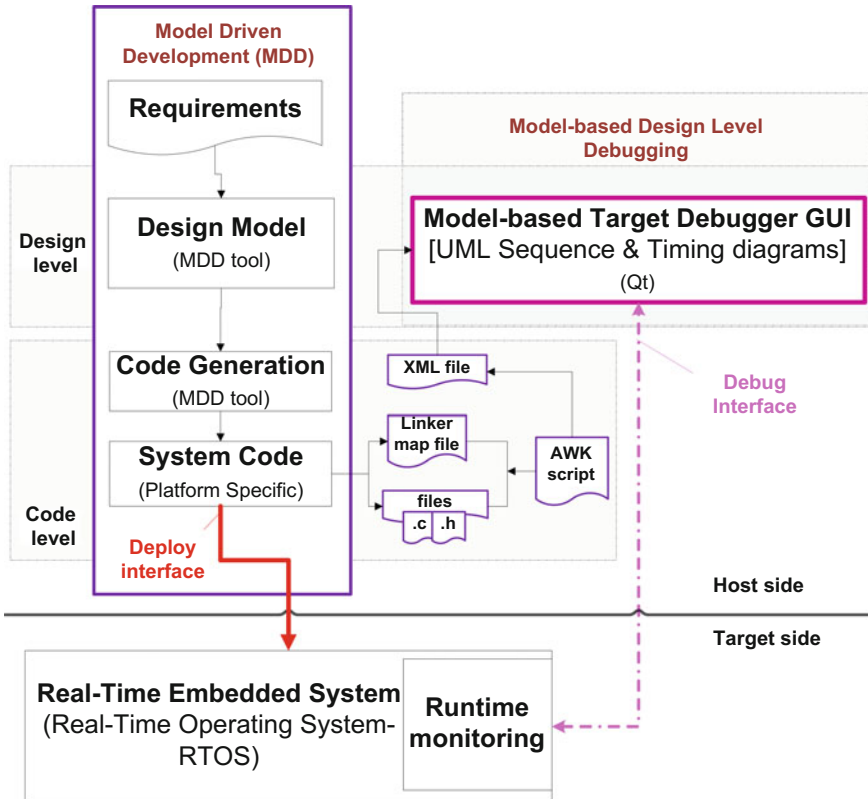 Model Driven
Development (MDD)
Requirements
Model-based Design Level
Debugging
Design
level
Design Model
(MDD tool)
Model-based Target Debugger GUI
[UML Sequence & Timing diagrams]
(Qt)
Code Generation
(MDD tool)
XML file
Debug
Interface
Linker
map file
AWK
script
System Code
(Platform Specific)
files
.c
.h
Code
level
Deploy
interface
Host side
Target side
Real-Time Embedded System
(Real-Time Operating System-
RTOS)
Runtime
monitoring